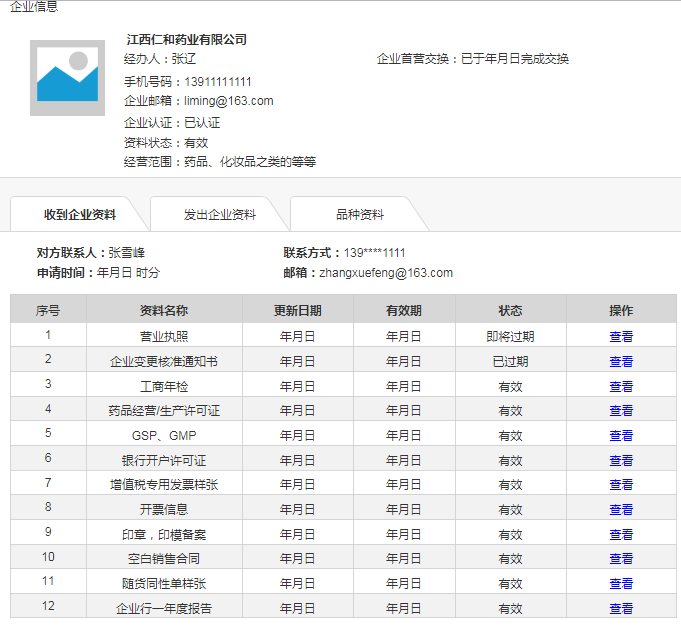 企业信息
江西仁和药业有限公司
经办人：张辽 企业首营交换：已于年月日完成交换
手机号码：13911111111
企业邮箱：liming@163.com
企业认证：已认证
资料状态：有效
经营范围：药品、化妆品之类的等等
收到企业资料 发出企业资料 品种资料
对方联系人：张雪峰 联系方式：139****1111
申请时间：年月日 时分 邮箱：zhangxuefeng@163.com
序号 资料名称 更新日期 有效期 状态 操作
1 营业执照 年月日 年月日 即将过期 查看
2 企业变更核准通知书 年月日 年月日 已过期 查看
3 工商年检 年月日 年月日 有效 查看
4 药品经营/生产许可证 年月日 年月日 有效 查看
5 GSP、GMP 年月日 年月日 有效 查看
6 银行开户许可证 年月日 年月日 有效 查看
7 增值税专用发票样张 年月日 年月日 有效 查看
8 开票信息 年月日 年月日 有效 查看
9 印章，印模备案 年月日 年月日 有效 查看
10 空白销售合同 年月日 年月日 有效 查看
11 随货同性单样张 年月日 年月日 有效 查看
12 企业行一年度报告 年月日 年月日 有效 查看